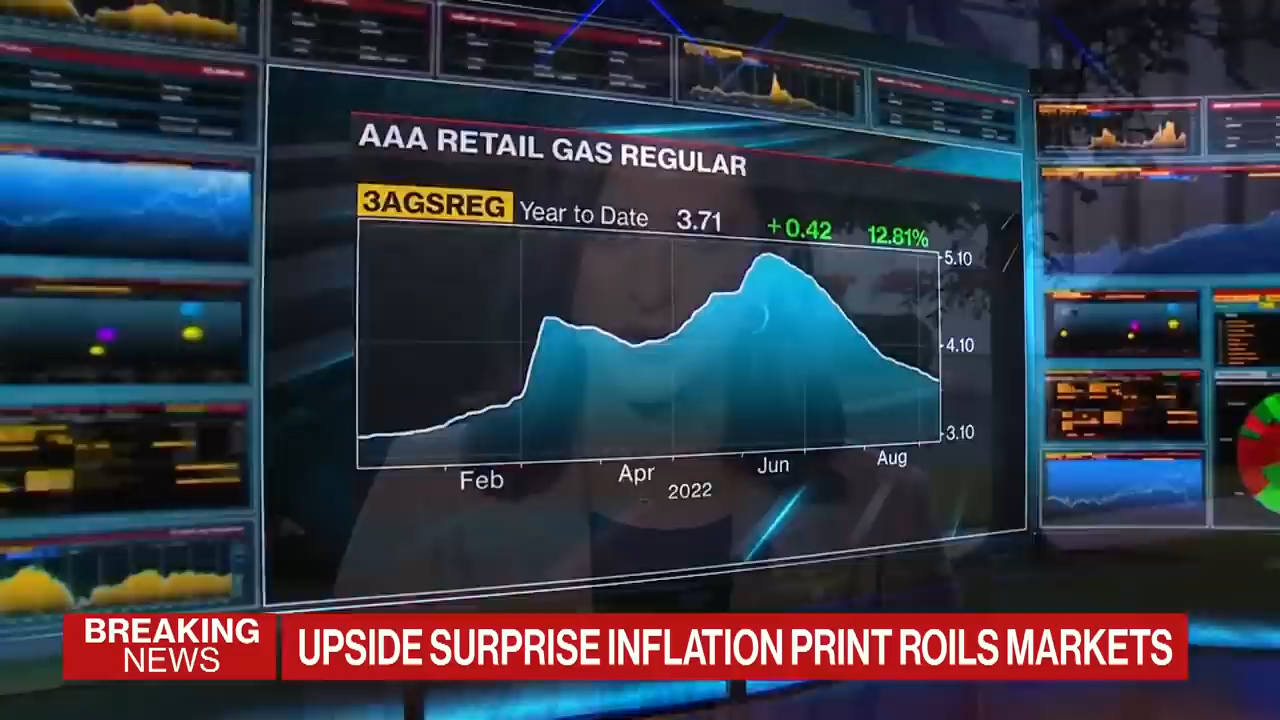 AAA RETAIL GAS REGULAR
3AGSREG Year to Date 3.71 +0.42 12.81%
5.10
4.10
3.10
Feb Apr Jun Aug
2022
BREAKING NEWS
UPSIDE SURPRISE INFLATION PRINT ROILS MARKETS